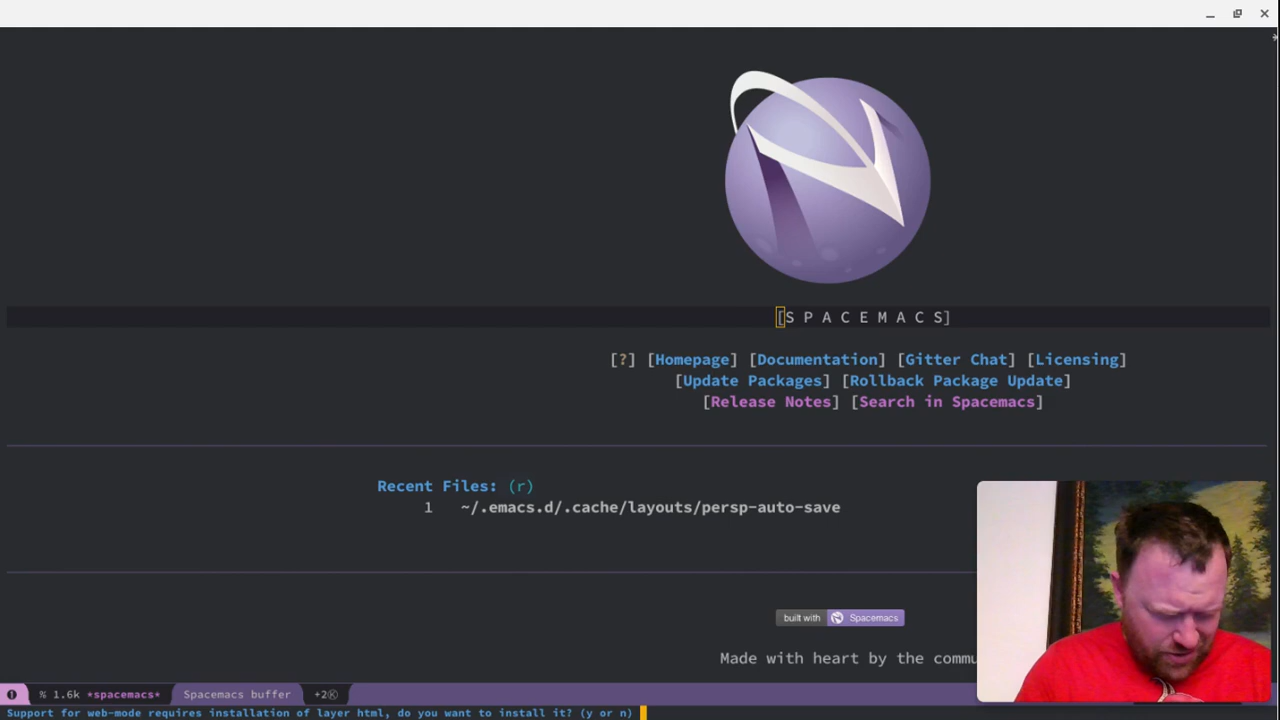 [S P A C E M A C S]
[?] [Homepage] [Documentation] [Gitter Chat] [Licensing]
[Update Packages] [Rollback Package Update]
[Release Notes] [Search in Spacemacs]
Recent Files: (r)
1 ~/.emacs.d/.cache/layouts/persp-auto-save
built with Spacemacs
Made with heart by the commu
1 % 1.6k *spacemacs* Spacemacs buffer +2Ⓚ
Support for web-mode requires installation of layer html, do you want to install it? (y or n)